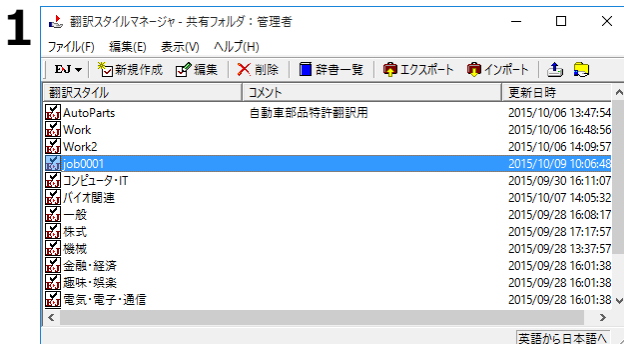 1
翻訳スタイルマネージャ - 共有フォルダ：管理者
ファイル(F) 編集(E) 表示(V) ヘルプ(H)
EJ 新規作成 編集 削除 辞書一覧 エクスポート インポート
翻訳スタイル コメント 更新日時
AutoParts 自動車部品特許翻訳用 2015/10/06 13:47:54
Work 2015/10/06 16:48:56
Work2 2015/10/06 14:09:57
job0001 2015/10/09 10:06:48
コンピュータ・IT 2015/09/30 16:11:07
バイオ関連 2015/10/07 14:05:32
一般 2015/09/28 16:08:17
株式 2015/09/28 17:17:57
機械 2015/09/28 13:37:57
金融・経済 2015/09/28 16:01:38
趣味・娯楽 2015/09/28 16:01:38
電気・電子・通信 2015/09/28 16:01:38
英語から日本語へ